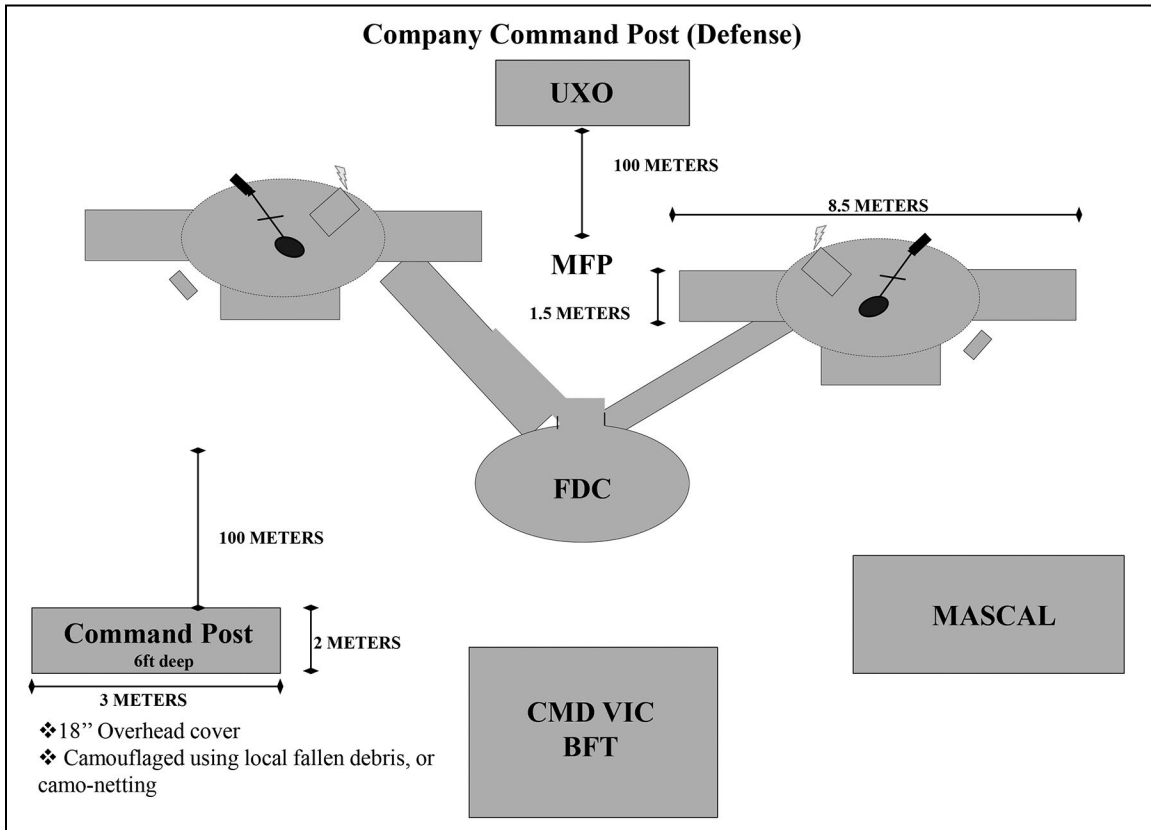 Company Command Post (Defense)
UXO
100 METERS
8.5 METERS
MFP
1.5 METERS
FDC
100 METERS
Command Post
6ft deep
2 METERS
3 METERS
MASCAL
CMD VIC
BFT
❖18’’ Overhead cover
❖ Camouflaged using local fallen debris, or
camo-netting